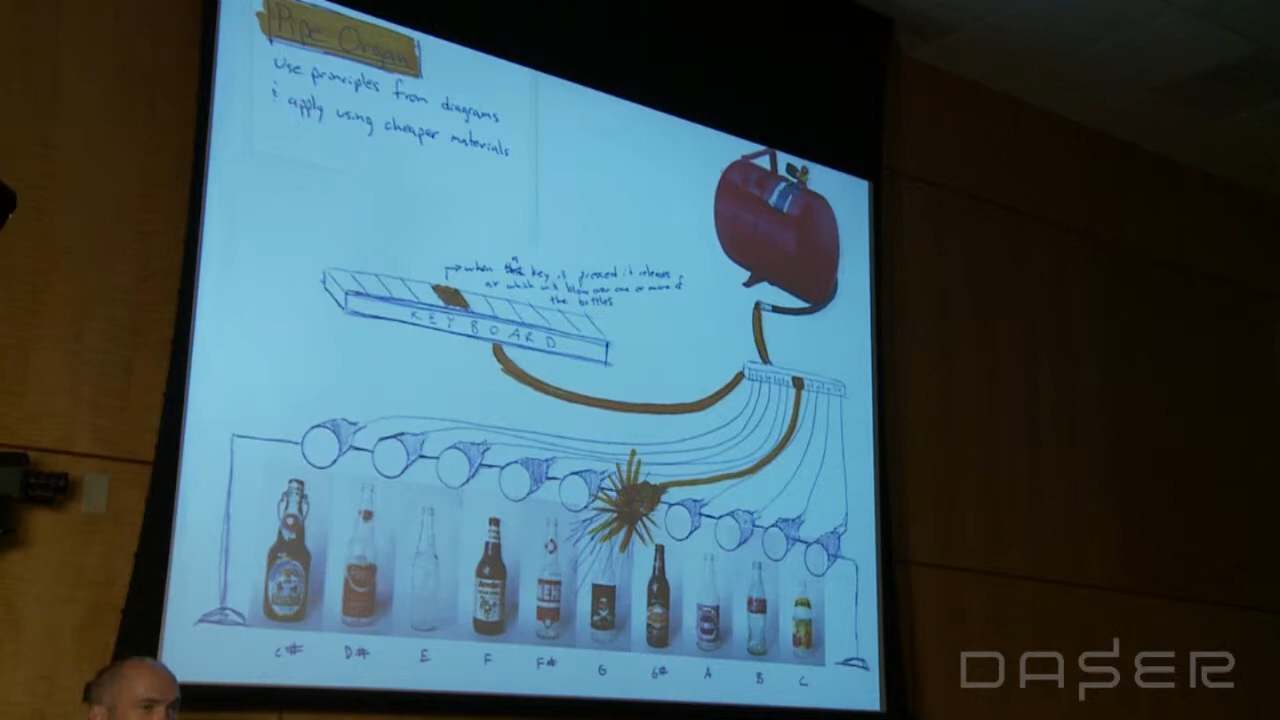 Pipe Organ
Use principles from diagrams
& apply using cheaper materials
when a key is pressed it releases
air which will blow over one or more of
the bottles
KEYBOARD
C# D# E F F# G G# A B C
DASER